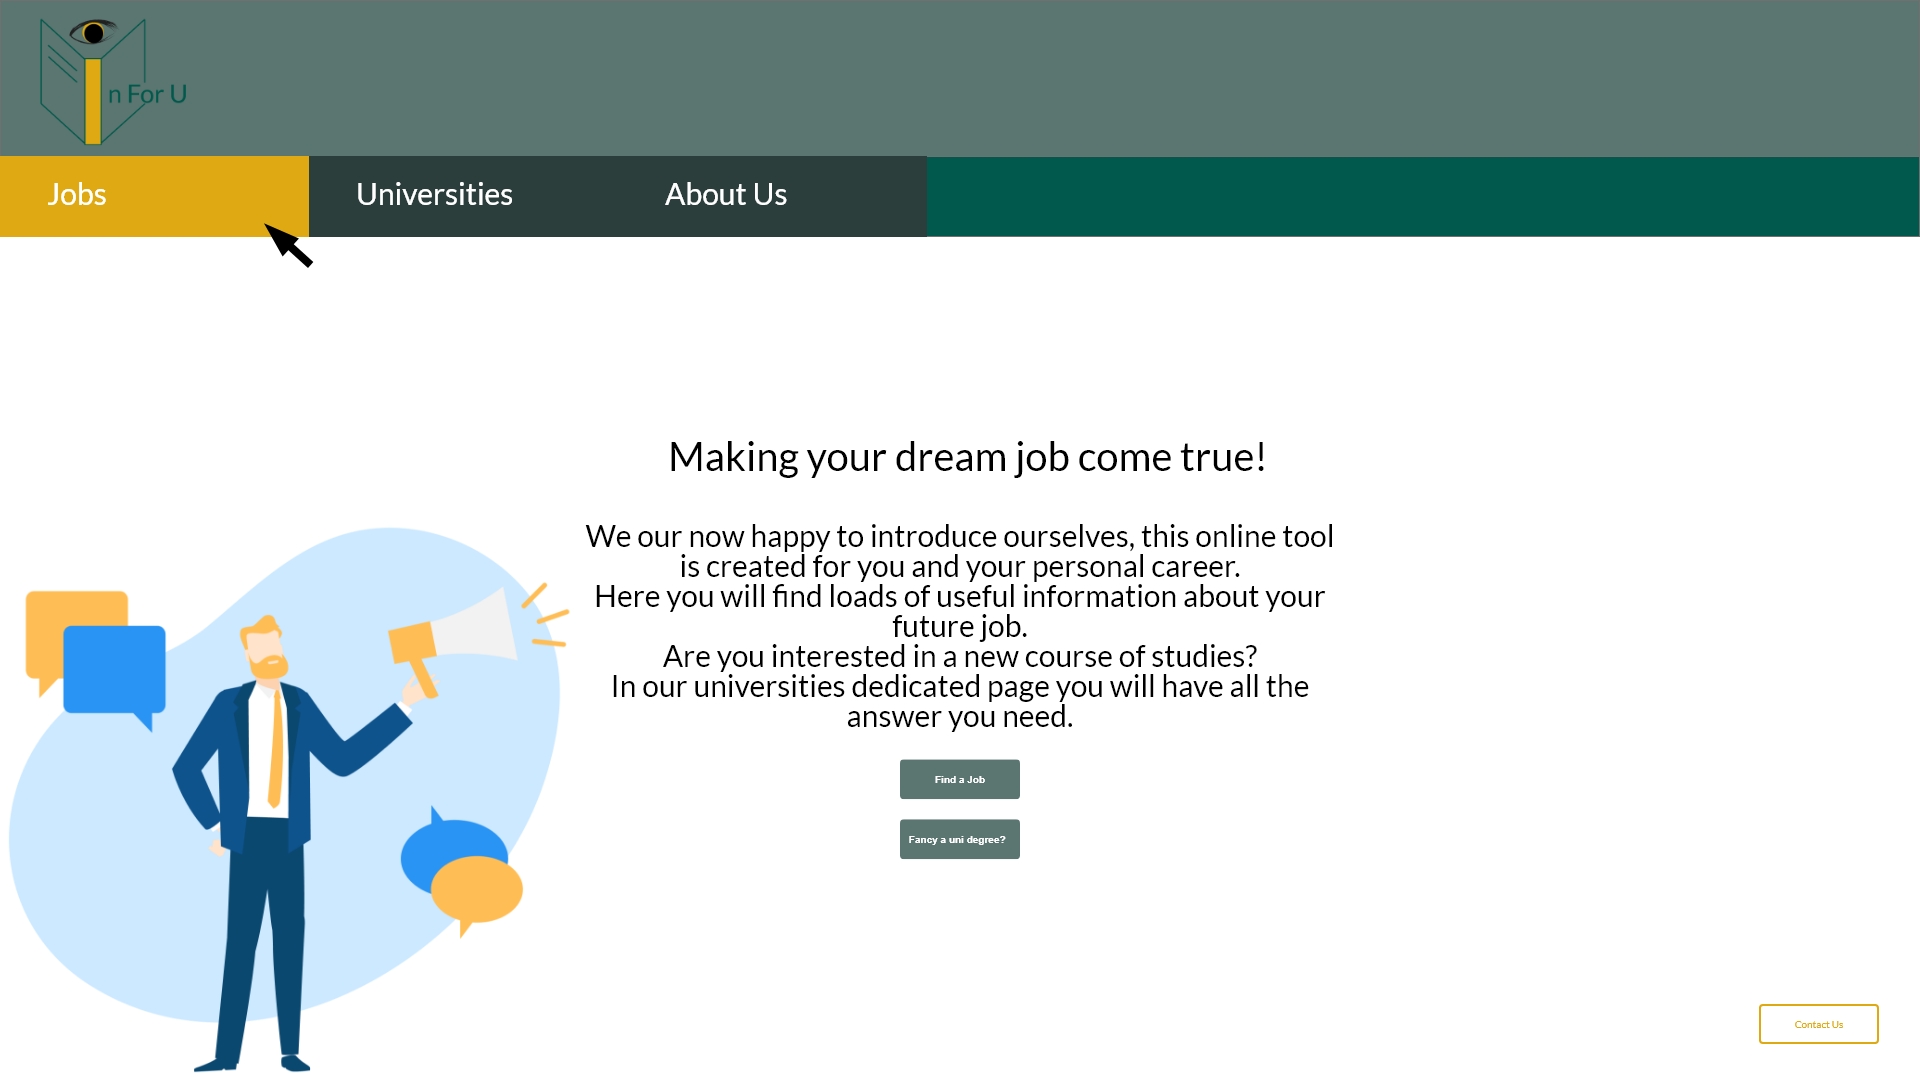 n For U
Jobs
Universities
About Us
Making your dream job come true!
We our now happy to introduce ourselves, this online tool
is created for you and your personal career.
Here you will find loads of useful information about your
future job.
Are you interested in a new course of studies?
In our universities dedicated page you will have all the
answer you need.
Find a Job
Fancy a uni degree?
Contact Us